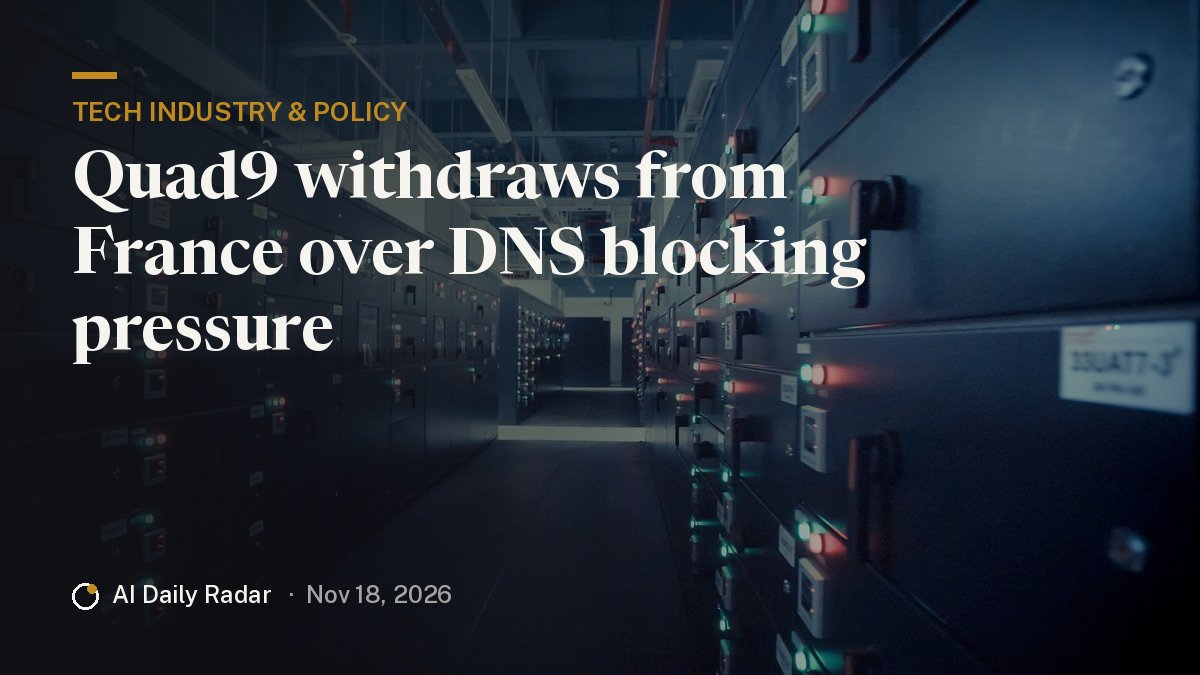 TECH INDUSTRY & POLICY
Quad9 withdraws from
France over DNS blocking
pressure
AI Daily Radar · Nov 18, 2026